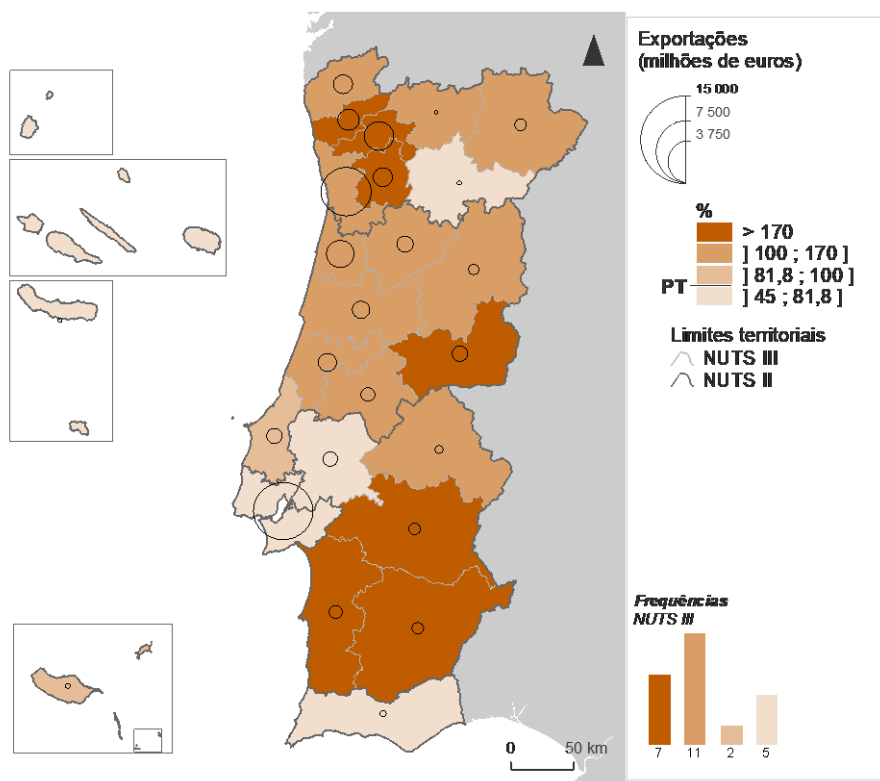 Exportações
(milhões de euros)
15 000
7 500
3 750
%
> 170
] 100 ; 170 ]
] 81,8 ; 100 ]
PT
] 45 ; 81,8 ]
Limites territoriais
NUTS III
NUTS II
Frequências
NUTS III
7 11 2 5
0 50 km